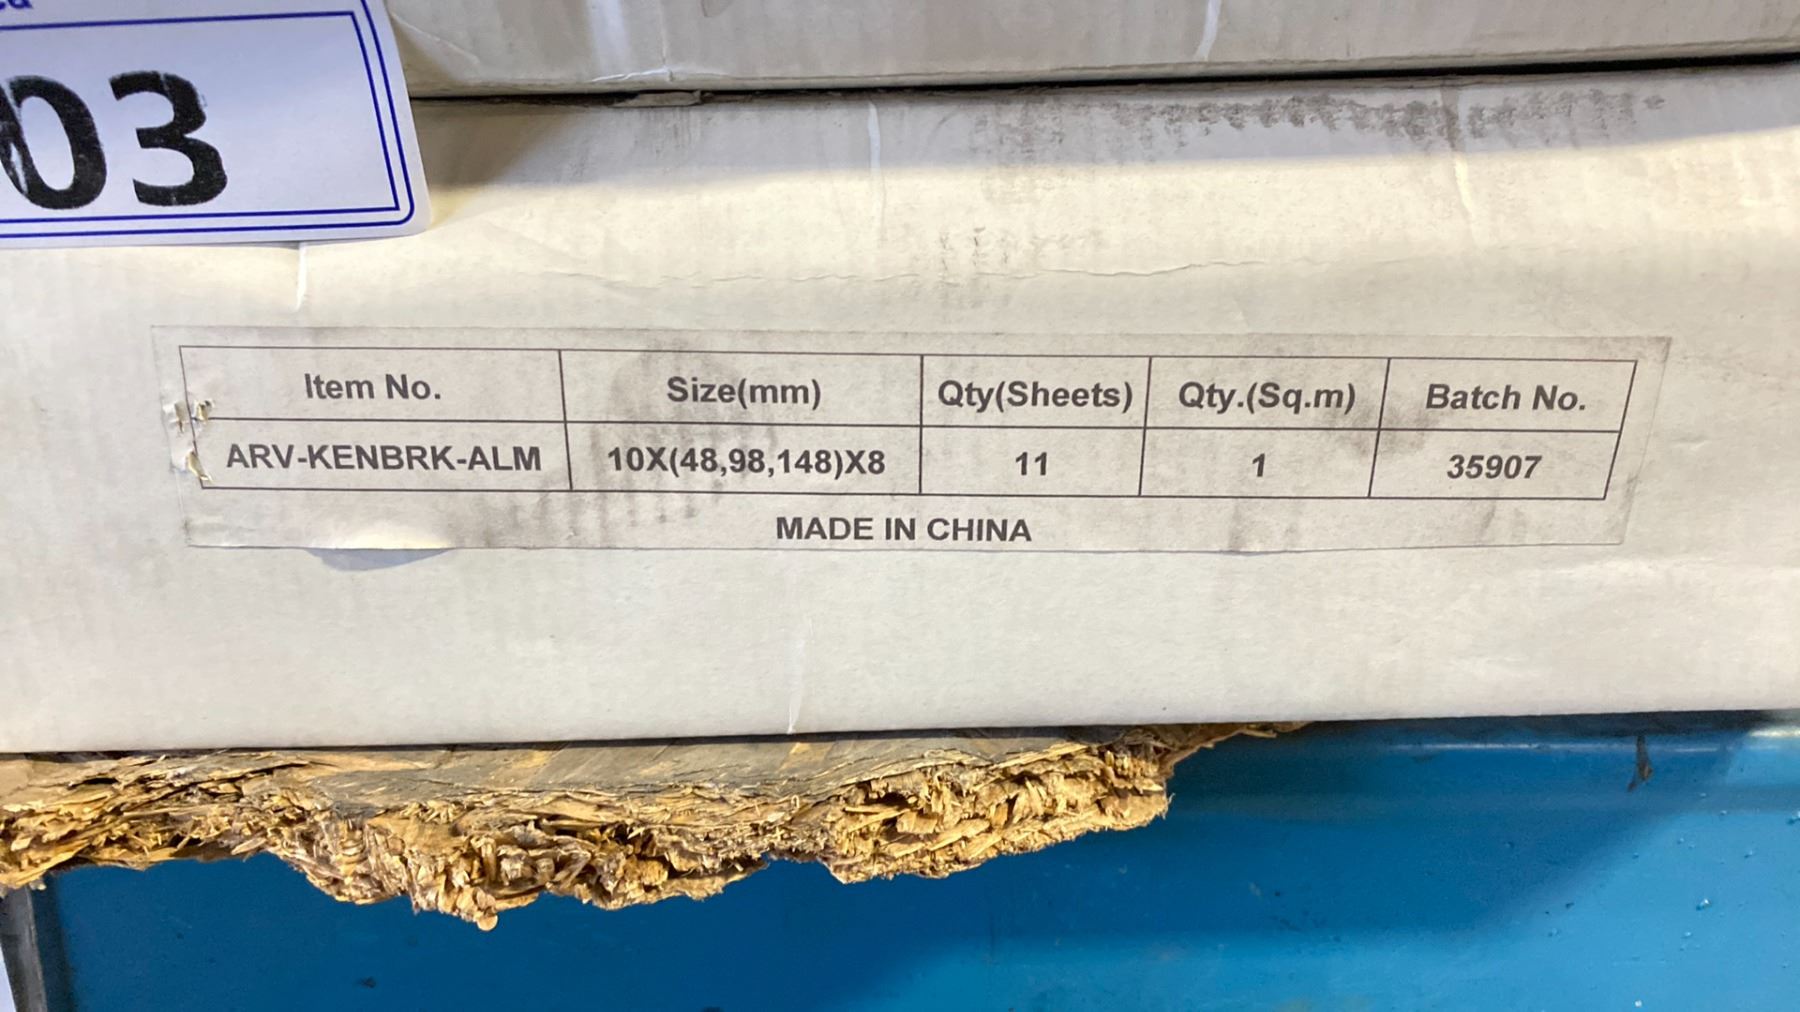 03
Item No. Size(mm) Qty(Sheets) Qty.(Sq.m) Batch No.
ARV-KENBRK-ALM 10X(48,98,148)X8 11 1 35907
MADE IN CHINA